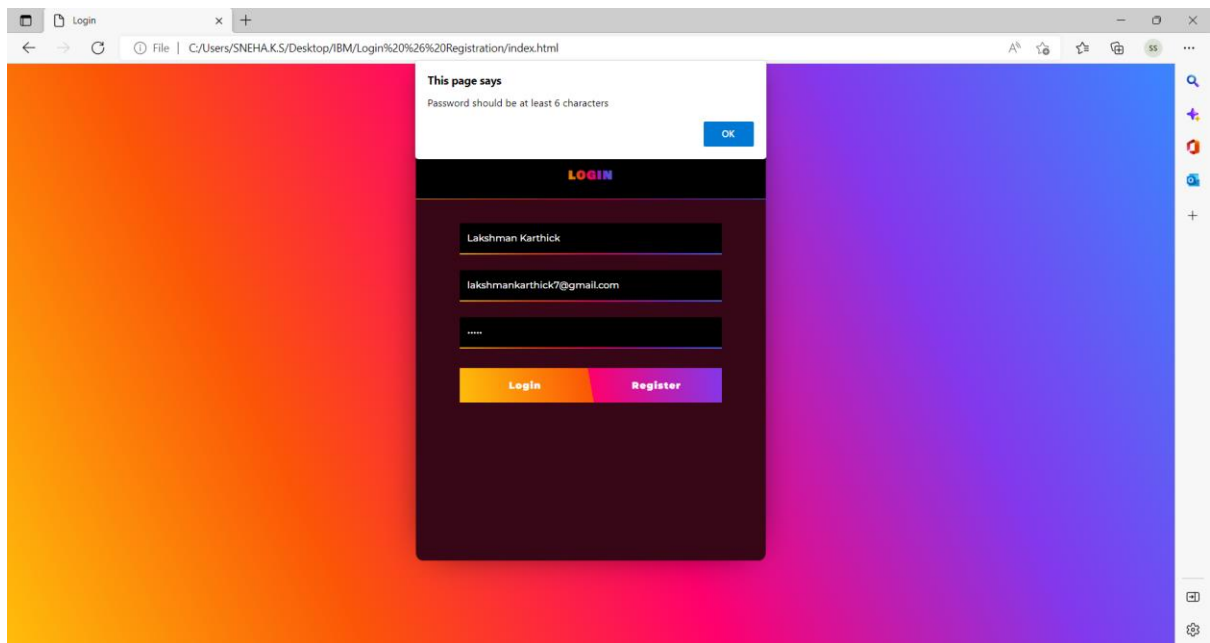 Login
File | C:/Users/SNEHA.K.S/Desktop/IBM/Login%20%26%20Registration/index.html
SS
This page says
Password should be at least 6 characters
OK
LOGIN
Lakshman Karthick
lakshmankarthick7@gmail.com
•••••
Login Register